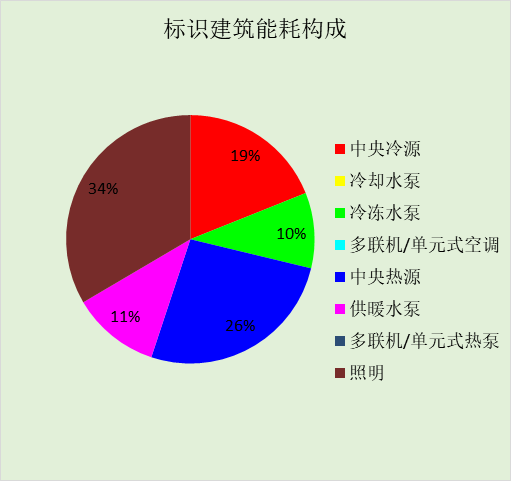 标识建筑能耗构成
19%
10%
26%
11%
34%
中央冷源
冷却水泵
冷冻水泵
多联机/单元式空调
中央热源
供暖水泵
多联机/单元式热泵
照明